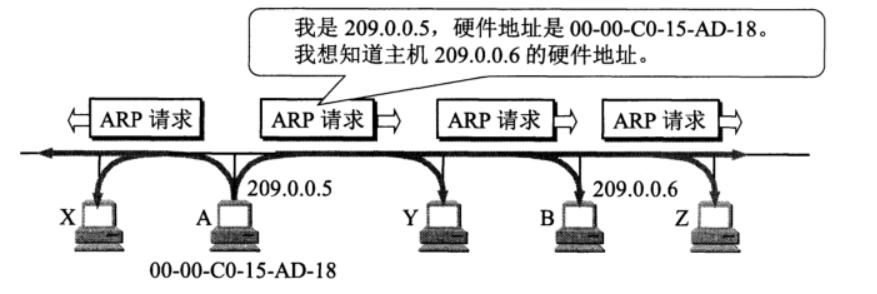 我是 209.0.0.5，硬件地址是 00-00-C0-15-AD-18。
我想知道主机 209.0.0.6 的硬件地址。
ARP 请求
ARP 请求
ARP 请求
ARP 请求
209.0.0.5
209.0.0.6
X
A
Y
B
Z
00-00-C0-15-AD-18